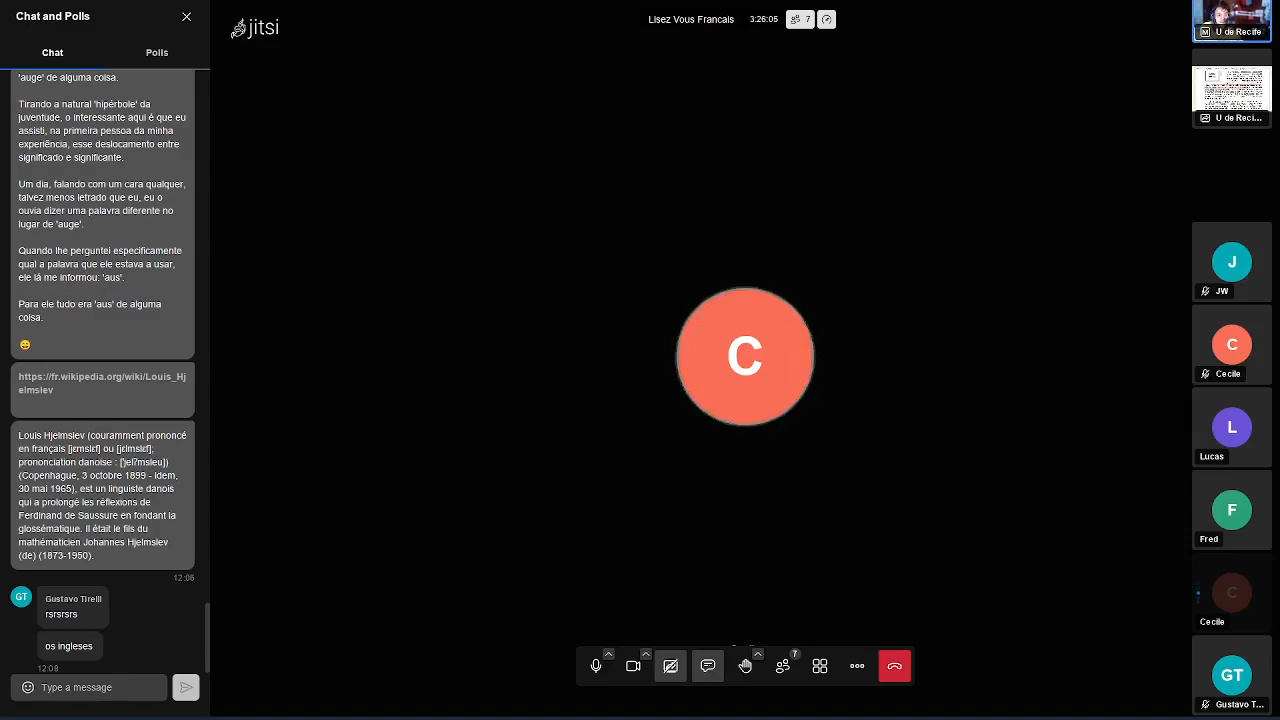 Chat and Polls
Chat
Polls
'auge' de alguma coisa.
Tirando a natural 'hipérbole' da
juventude, o interessante aqui é que eu
assisti, na primeira pessoa da minha
experiência, esse deslocamento entre
significado e significante.
Um dia, falando com um cara qualquer,
talvez menos letrado que eu, eu o
ouvia dizer uma palavra diferente no
lugar de 'auge'.
Quando lhe perguntei especificamente
qual a palavra que ele estava a usar,
ele lá me informou: 'aus'.
Para ele tudo era 'aus' de alguma
coisa.
https://fr.wikipedia.org/wiki/Louis_Hj
elmslev
Louis Hjelmslev (couramment prononcé
en français [jɛmslɛf] ou [jɛlmslɛf];
prononciation danoise : [ˈjelˀmsleu])
(Copenhague, 3 octobre 1899 - idem,
30 mai 1965), est un linguiste danois
qui a prolongé les réflexions de
Ferdinand de Saussure en fondant la
glossématique. Il était le fils du
mathématicien Johannes Hjelmslev
(de) (1873-1950).
12:06
GT
Gustavo Tirelli
rsrsrsrs
os ingleses
12:08
Type a message
jitsi
Lisez Vous Francais
3:26:05
7
C
7
U de Recife
U de Reci...
J
JW
C
Cecile
L
Lucas
F
Fred
C
Cecile
GT
Gustavo T...